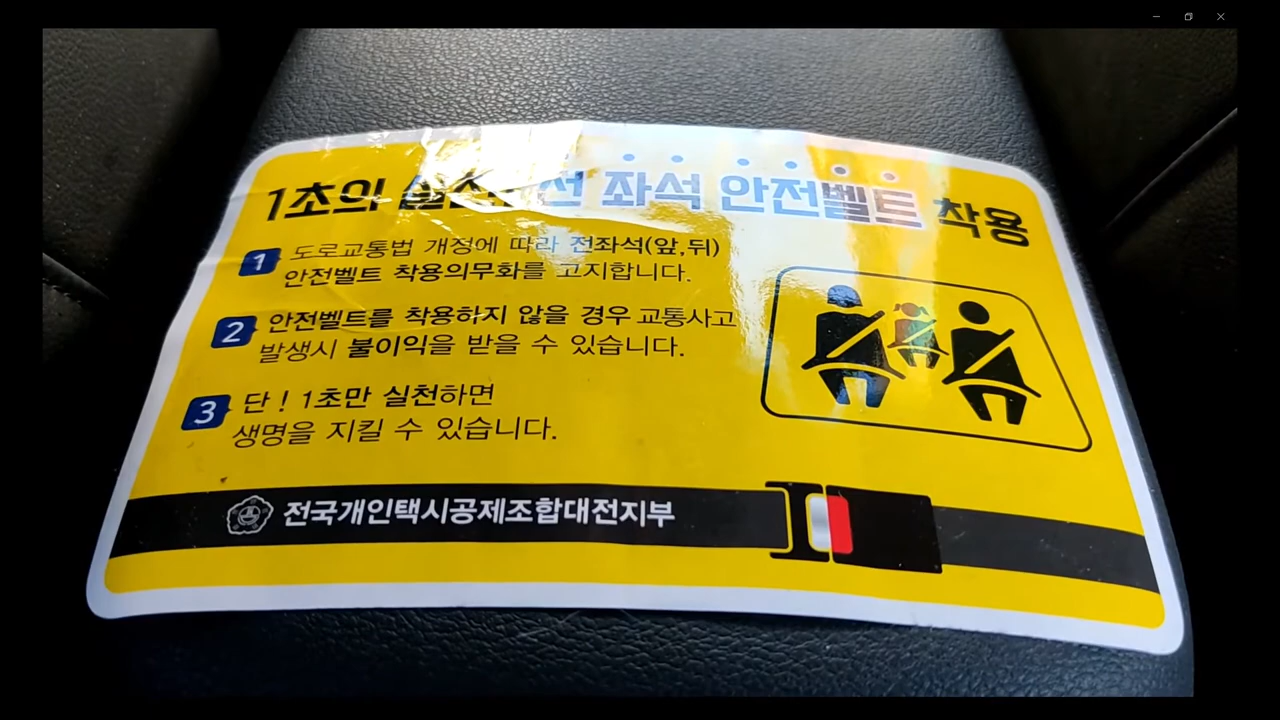 1초의 실천! 전 좌석 안전벨트 착용
1 도로교통법 개정에 따라 전좌석(앞,뒤)
안전벨트 착용의무화를 고지합니다.
2 안전벨트를 착용하지 않을 경우 교통사고
발생시 불이익을 받을 수 있습니다.
3 단! 1초만 실천하면
생명을 지킬 수 있습니다.
전국개인택시공제조합대전지부